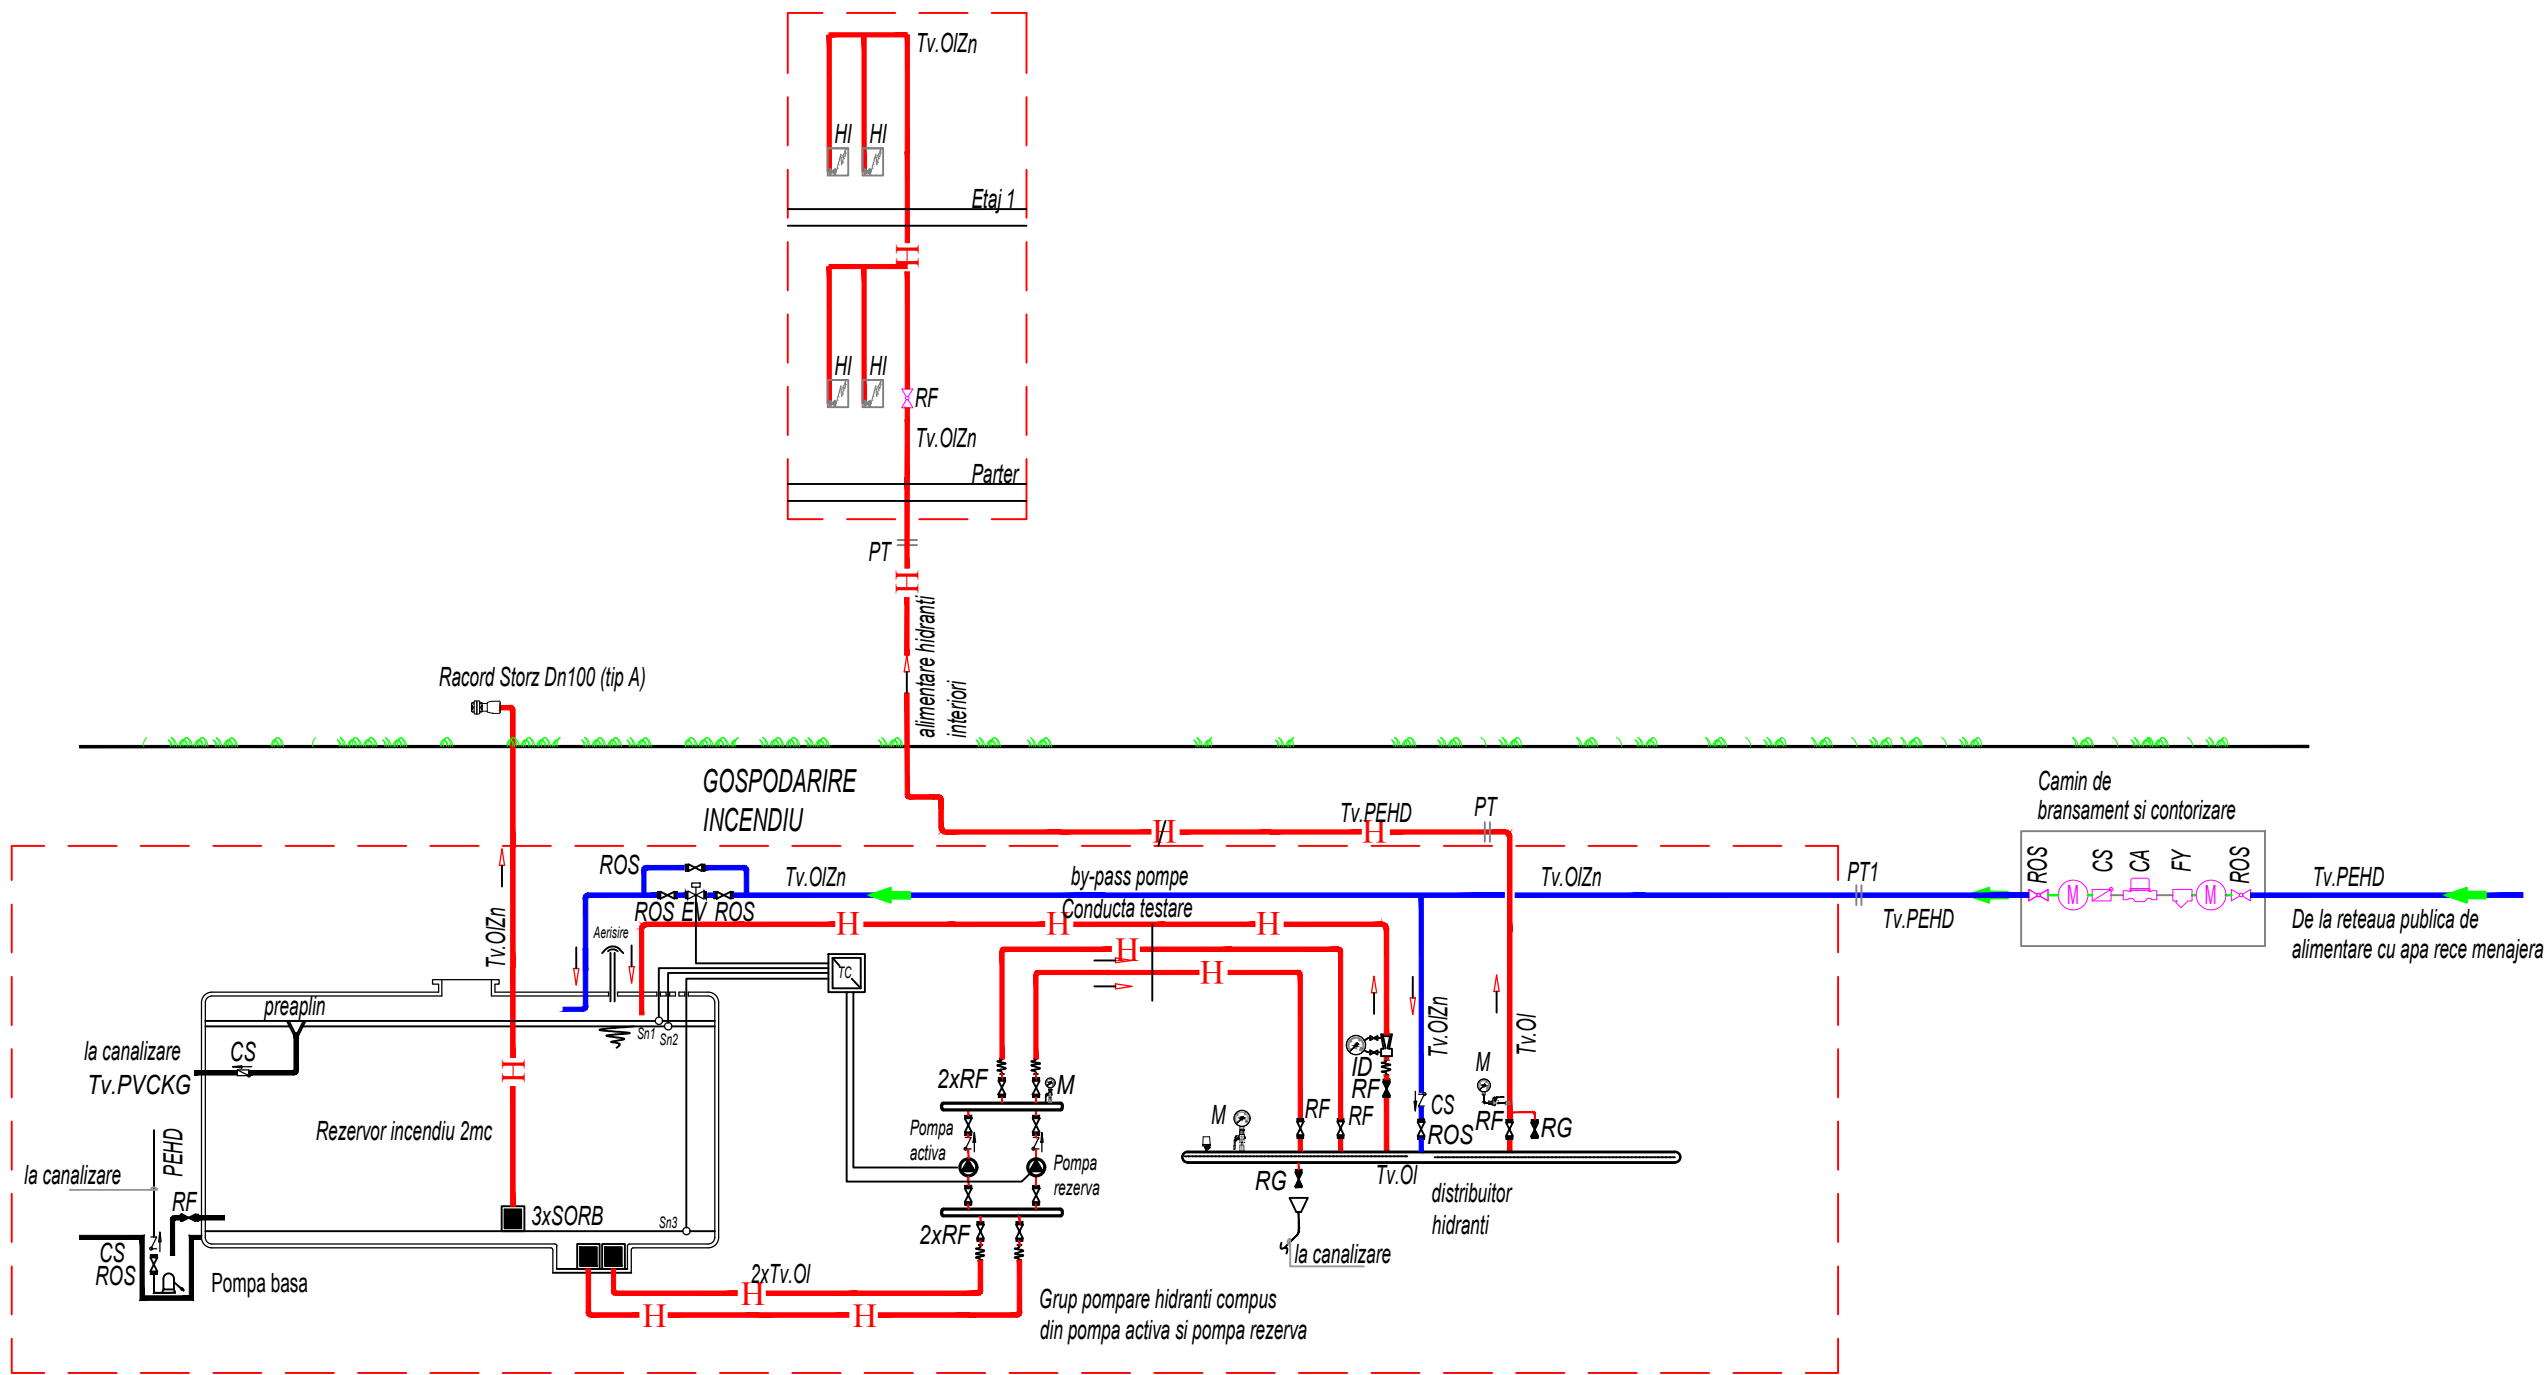 Tv.OlZn
HI
HI
Etaj 1
H
HI
HI
RF
Tv.OlZn
Parter
PT
H
alimentare hidranti
interiori
Racord Storz Dn100 (tip A)
GOSPODARIRE
INCENDIU
Tv.PEHD
PT
H
H
Camin de
bransament si contorizare
ROS
CS
CA
FY
ROS
M
M
Tv.PEHD
De la reteaua publica de
alimentare cu apa rece menajera
PT1
Tv.PEHD
ROS
ROS
EV
ROS
Tv.OlZn
by-pass pompe
Conducta testare
Tv.OlZn
H
H
H
H
H
Tv.OlZn
Aerisire
TC
preaplin
Sn1
Sn2
la canalizare
CS
Tv.PVCKG
H
Rezervor incendiu 2mc
PEHD
la canalizare
RF
3xSORB
Sn3
CS
ROS
Pompa basa
2xTv.Ol
H
H
H
2xRF
M
Pompa
activa
Pompa
rezerva
2xRF
Grup pompare hidranti compus
din pompa activa si pompa rezerva
M
RF
RF
ID
RF
Tv.OlZn
CS
ROS
M
RF
Tv.Ol
RG
RG
Tv.Ol
distribuitor
hidranti
la canalizare